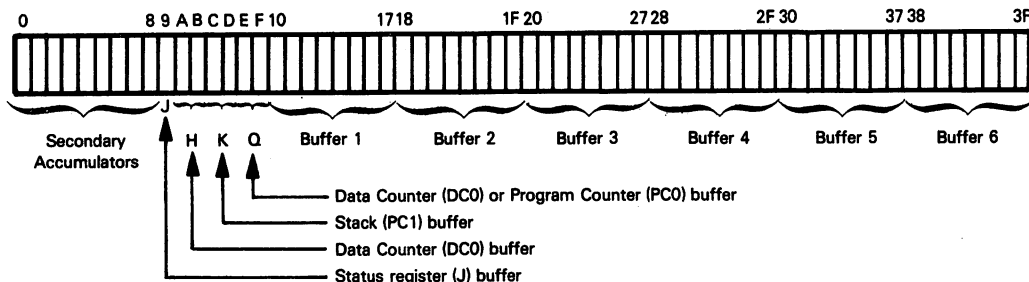 0 8 9 A B C D E F 10 17 18 1F 20 27 28 2F 30 37 38 3F
J
Secondary Accumulators
H K Q Buffer 1 Buffer 2 Buffer 3 Buffer 4 Buffer 5 Buffer 6
Data Counter (DC0) or Program Counter (PC0) buffer
Stack (PC1) buffer
Data Counter (DC0) buffer
Status register (J) buffer